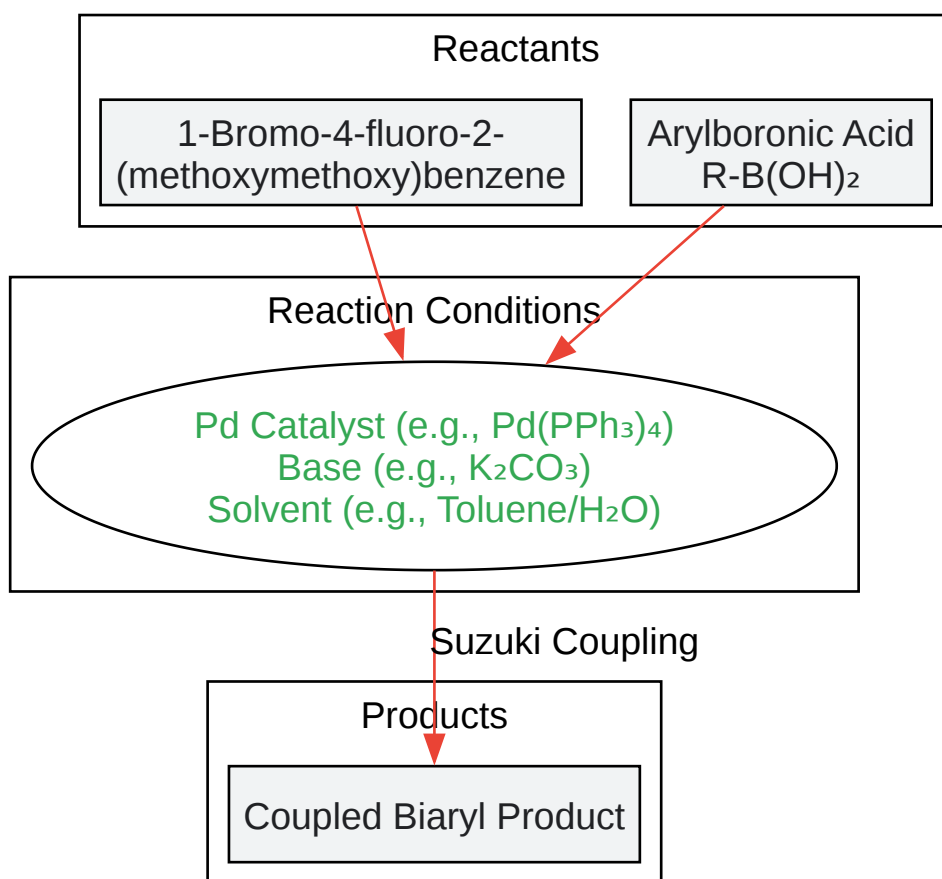 Reactants
1-Bromo-4-fluoro-2-
(methoxymethoxy)benzene
Arylboronic Acid
R-B(OH)₂
Reaction Conditions
Pd Catalyst (e.g., Pd(PPh₃)₄)
Base (e.g., K₂CO₃)
Solvent (e.g., Toluene/H₂O)
Suzuki Coupling
Products
Coupled Biaryl Product